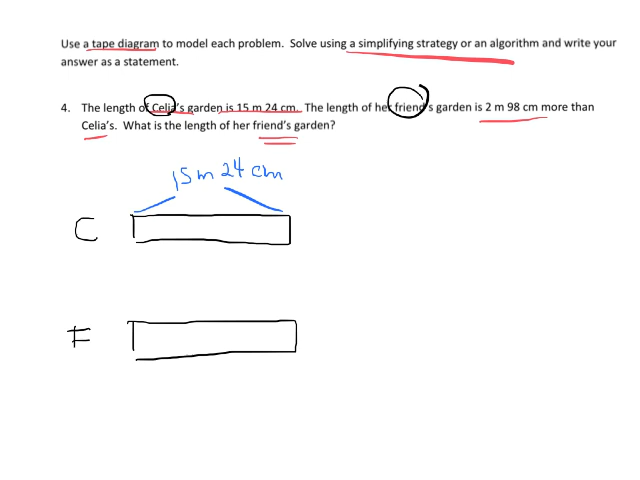 Use a tape diagram to model each problem. Solve using a simplifying strategy or an algorithm and write your
answer as a statement.
4. The length of Celia's garden is 15 m 24 cm. The length of her friend's garden is 2 m 98 cm more than
Celia's. What is the length of her friend's garden?
15 m 24 cm
C
F